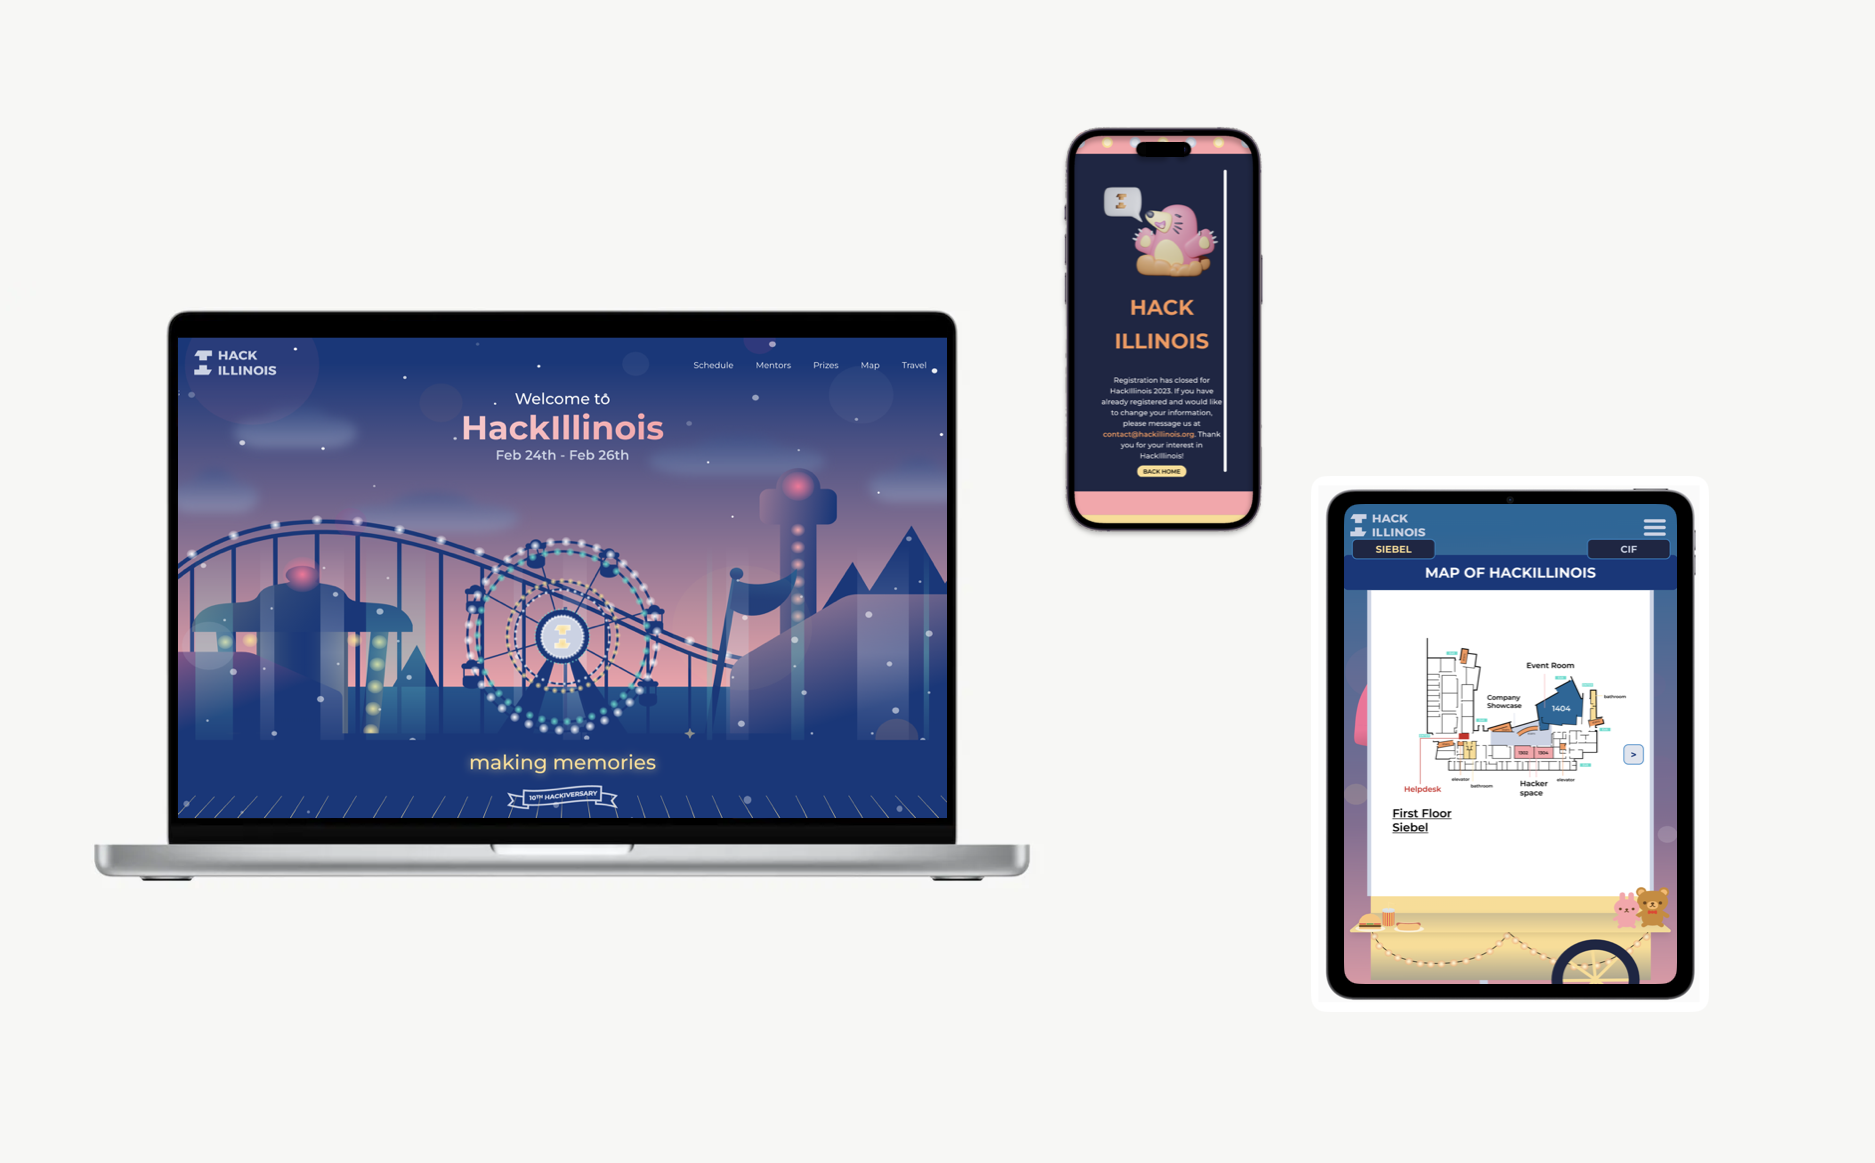 HACK
ILLINOIS
Schedule Mentors Prizes Map Travel
Welcome to
HackIllinois
Feb 24th - Feb 26th
making memories
10TH HACKIVERSARY
HACK
ILLINOIS
Registration has closed for
HackIllinois 2023. If you have
already registered and would like
to change your information,
please message us at
contact@hackillinois.org. Thank
you for your interest in
HackIllinois!
BACK HOME
HACK
ILLINOIS
SIEBEL CIF
MAP OF HACKILLINOIS
Event Room
Company
Showcase
bathroom
1404
1302 1304
>
elevator
bathroom
elevator
Helpdesk
Hacker
space
First Floor
Siebel